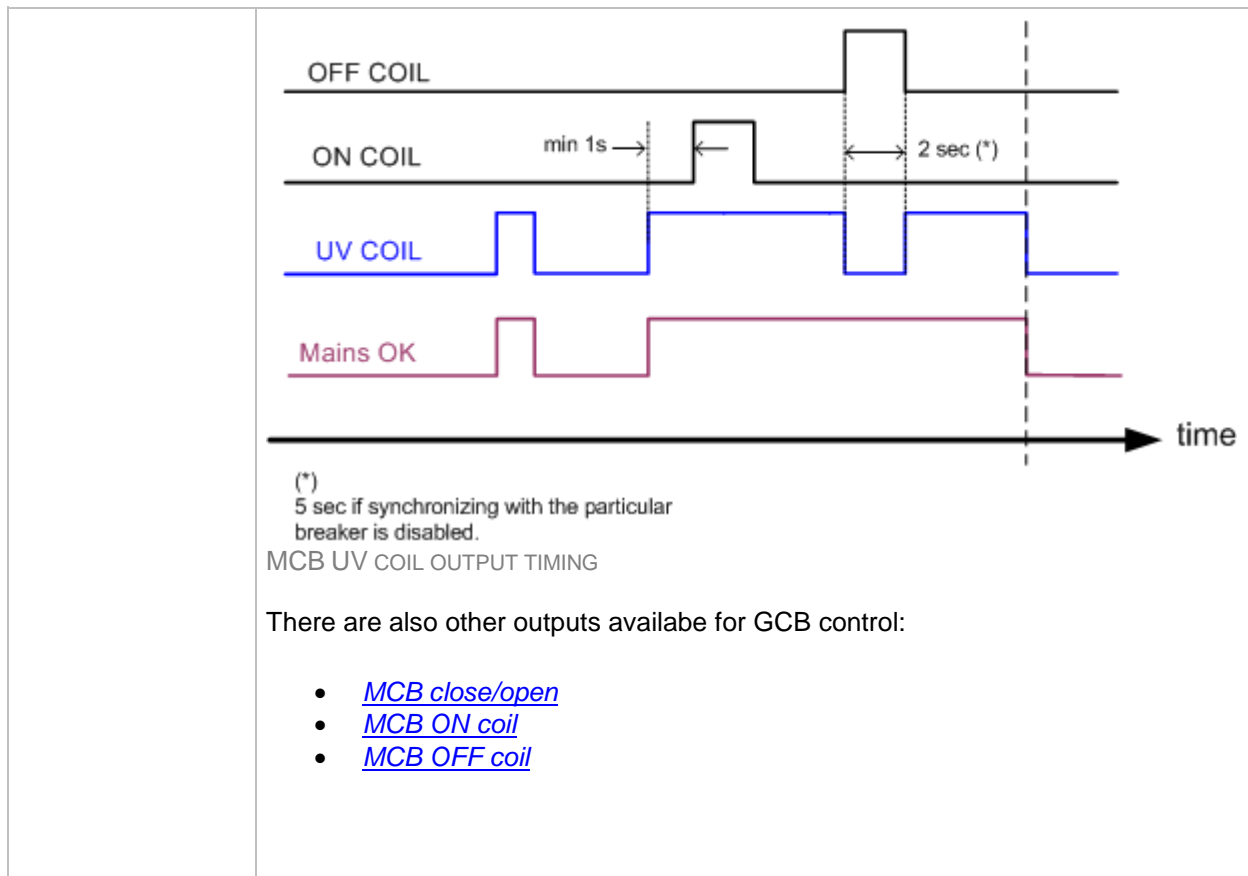 OFF COIL
min 1s
ON COIL
2 sec (*)
UV COIL
Mains OK
time
(*)
5 sec if synchronizing with the particular
breaker is disabled.
MCB UV COIL OUTPUT TIMING
There are also other outputs availabe for GCB control:
• MCB close/open
• MCB ON coil
• MCB OFF coil